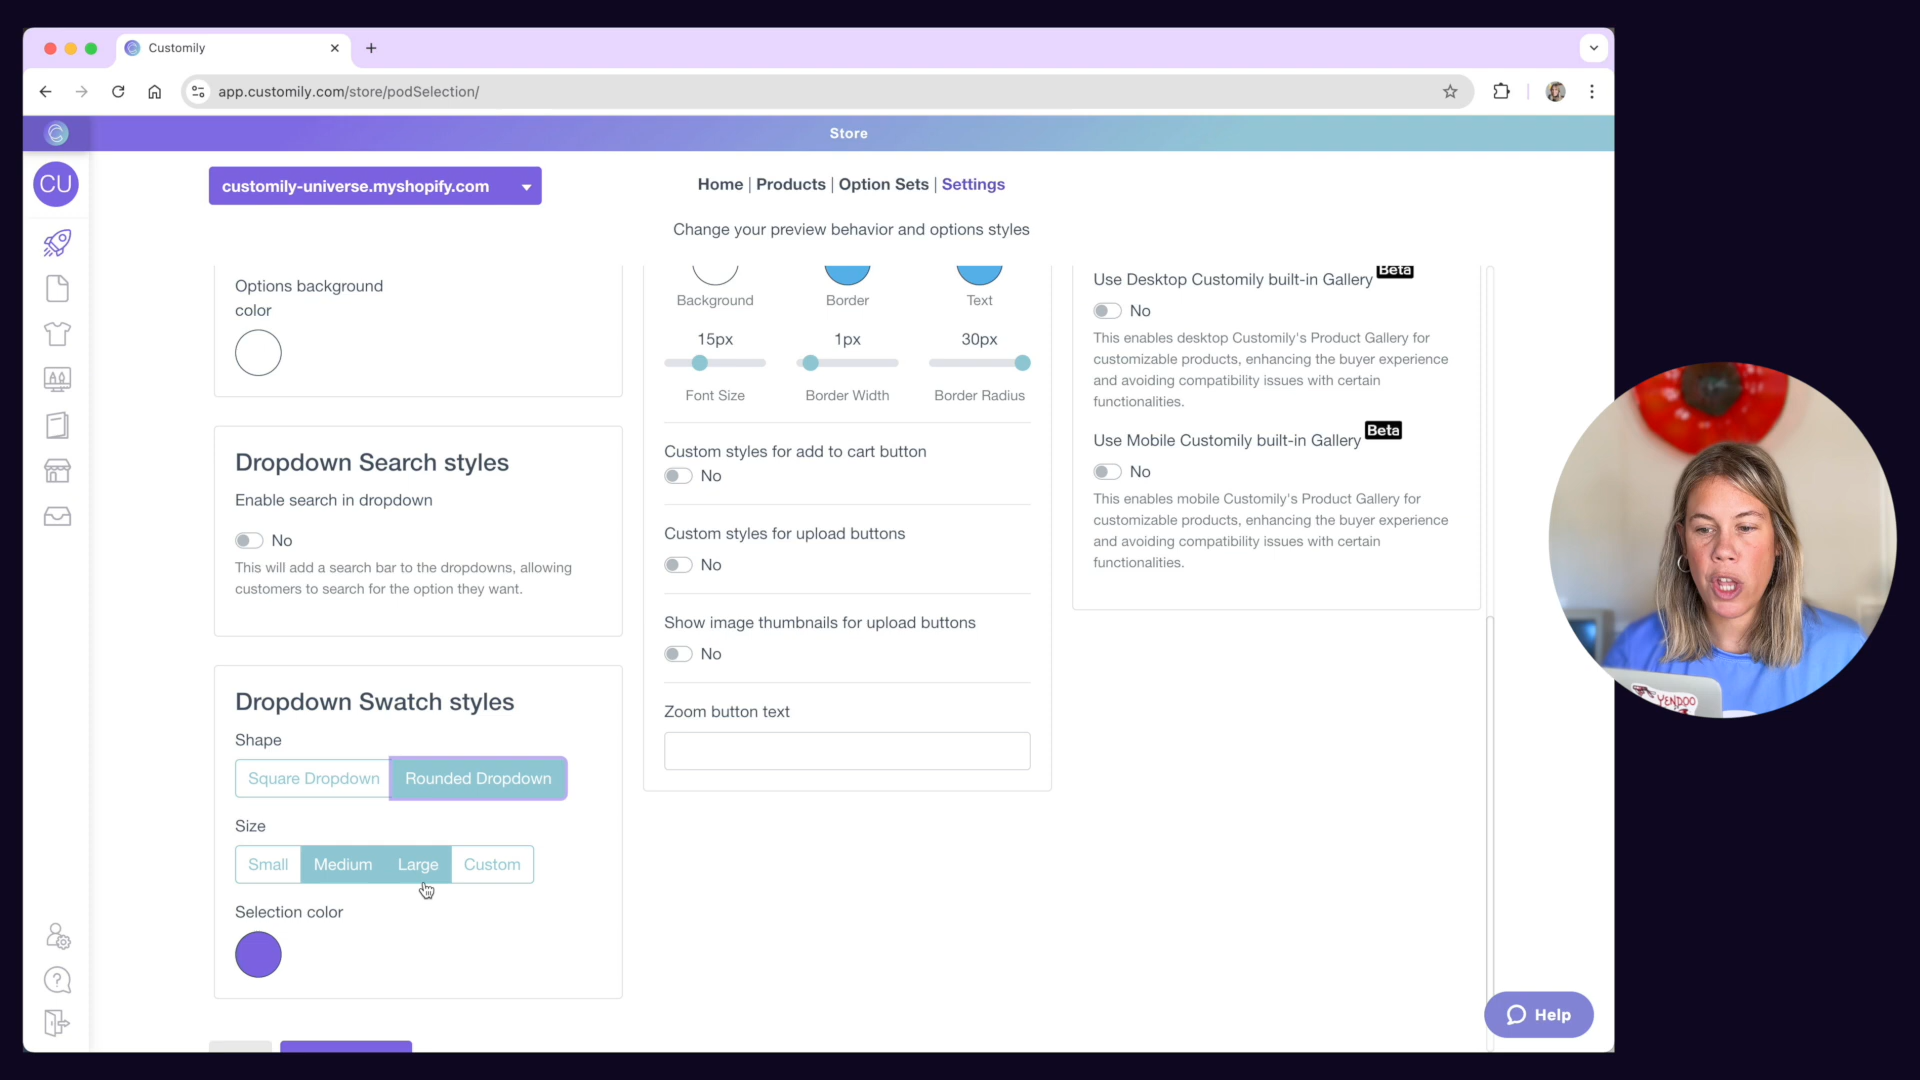 Customily
app.customily.com/store/podSelection/
Store
CU
customily-universe.myshopify.com
Home | Products | Option Sets | Settings
Change your preview behavior and options styles
Options background
color
Dropdown Search styles
Enable search in dropdown
No
This will add a search bar to the dropdowns, allowing
customers to search for the option they want.
Dropdown Swatch styles
Shape
Square Dropdown
Rounded Dropdown
Size
Small
Medium
Large
Custom
Selection color
Background
Border
Text
15px
1px
30px
Font Size
Border Width
Border Radius
Custom styles for add to cart button
No
Custom styles for upload buttons
No
Show image thumbnails for upload buttons
No
Zoom button text
Use Desktop Customily built-in Gallery Beta
No
This enables desktop Customily's Product Gallery for
customizable products, enhancing the buyer experience
and avoiding compatibility issues with certain
functionalities.
Use Mobile Customily built-in Gallery Beta
No
This enables mobile Customily's Product Gallery for
customizable products, enhancing the buyer experience
and avoiding compatibility issues with certain
functionalities.
Help
YENDOO